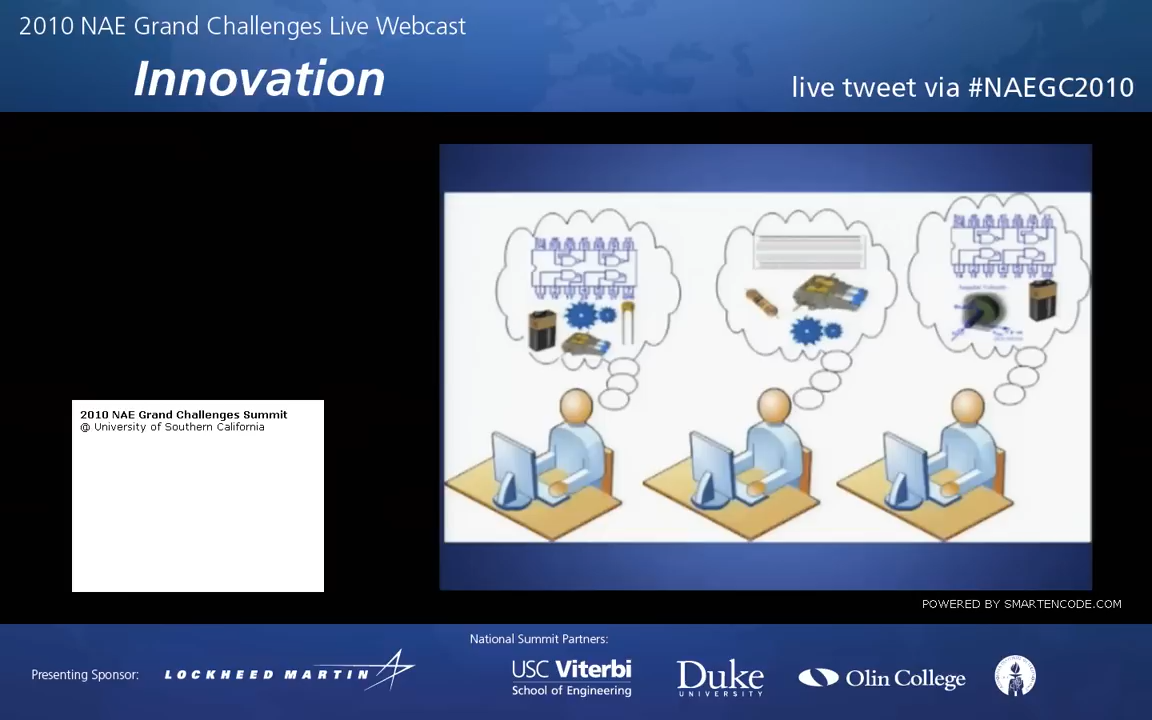 2010 NAE Grand Challenges Live Webcast
Innovation
live tweet via #NAEGC2010
2010 NAE Grand Challenges Summit
@ University of Southern California
POWERED BY SMARTENCODE.COM
National Summit Partners:
Presenting Sponsor:
LOCKHEED MARTIN
USC Viterbi
School of Engineering
Duke
UNIVERSITY
Olin College